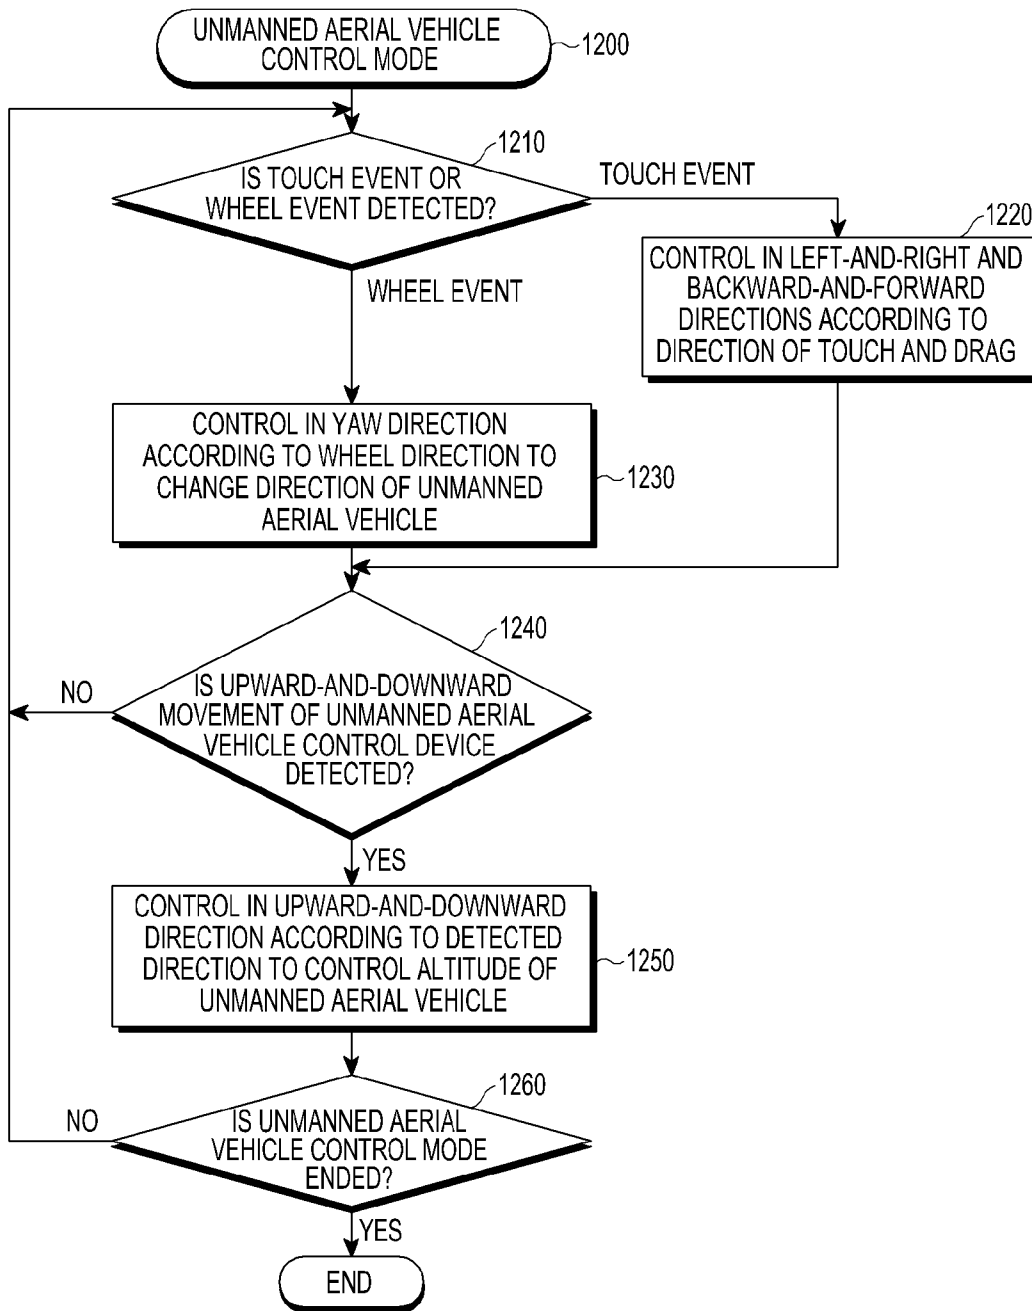 UNMANNED AERIAL VEHICLE
CONTROL MODE
1200
1210
IS TOUCH EVENT OR
WHEEL EVENT DETECTED?
TOUCH EVENT
1220
CONTROL IN LEFT-AND-RIGHT AND
BACKWARD-AND-FORWARD
DIRECTIONS ACCORDING TO
DIRECTION OF TOUCH AND DRAG
WHEEL EVENT
CONTROL IN YAW DIRECTION
ACCORDING TO WHEEL DIRECTION TO
CHANGE DIRECTION OF UNMANNED
AERIAL VEHICLE
1230
1240
IS UPWARD-AND-DOWNWARD
MOVEMENT OF UNMANNED AERIAL
VEHICLE CONTROL DEVICE
DETECTED?
NO
YES
CONTROL IN UPWARD-AND-DOWNWARD
DIRECTION ACCORDING TO DETECTED
DIRECTION TO CONTROL ALTITUDE OF
UNMANNED AERIAL VEHICLE
1250
1260
IS UNMANNED AERIAL
VEHICLE CONTROL MODE
ENDED?
NO
YES
END